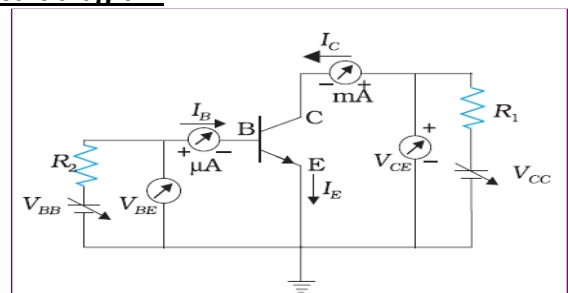 I_C
− +
mA
I_B
B
C
R_1
+ −
µA
R_2
V_BE
V_BB
E
I_E
+
V_CE
−
V_CC